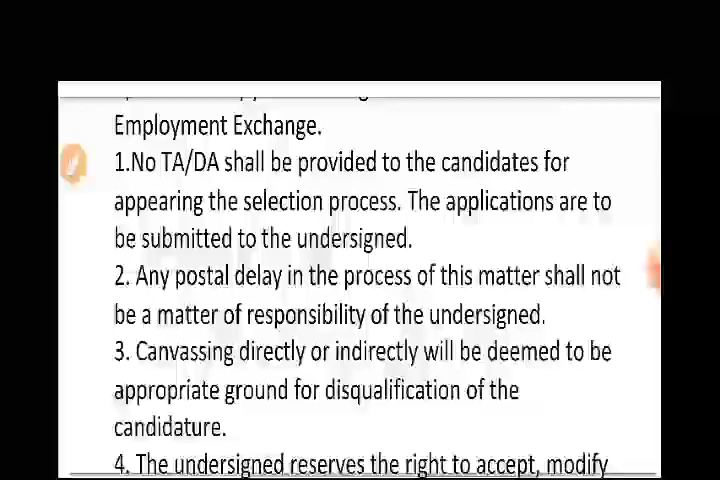 Employment Exchange.
1.No TA/DA shall be provided to the candidates for
appearing the selection process. The applications are to
be submitted to the undersigned.
2. Any postal delay in the process of this matter shall not
be a matter of responsibility of the undersigned.
3. Canvassing directly or indirectly will be deemed to be
appropriate ground for disqualification of the
candidature.
4. The undersigned reserves the right to accept, modify